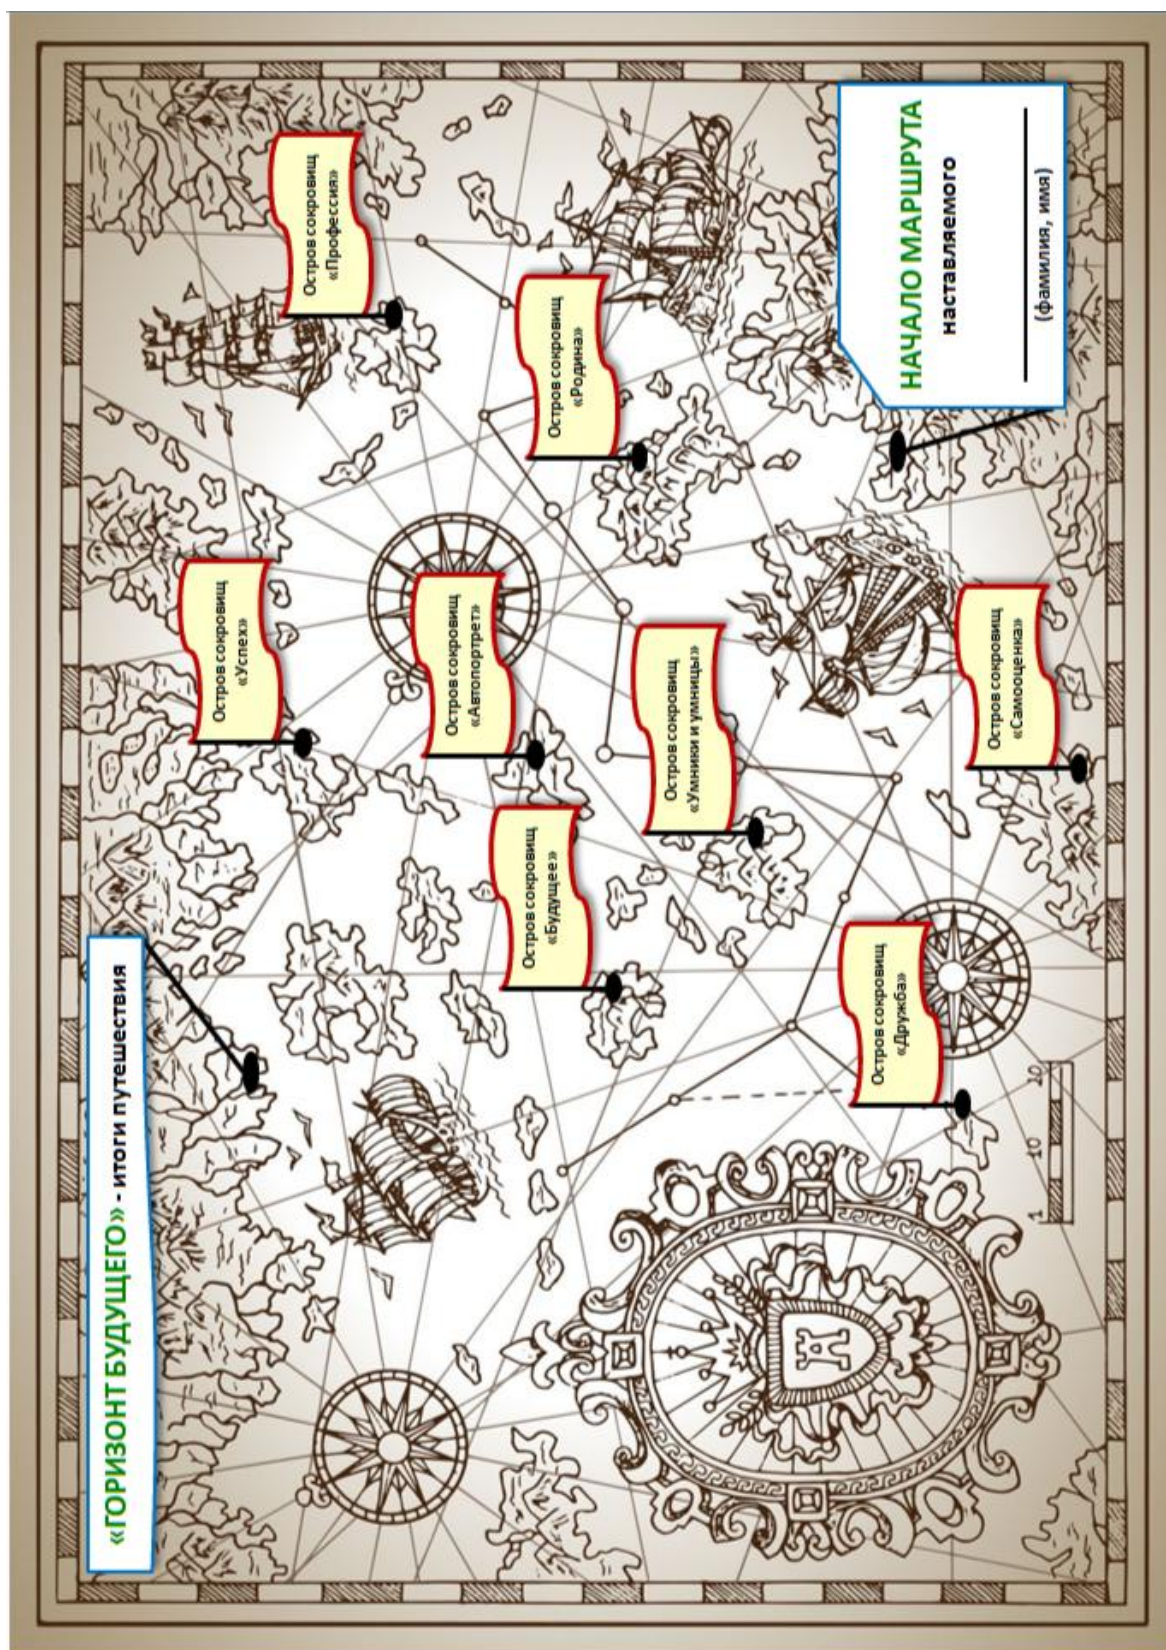 «ГОРИЗОНТ БУДУЩЕГО» - итоги путешествия
Остров сокровищ
«Успех»
Остров сокровищ
«Профессия»
Остров сокровищ
«Автопортрет»
Остров сокровищ
«Будущее»
Остров сокровищ
«Родина»
Остров сокровищ
«Умники и умницы»
Остров сокровищ
«Дружба»
НАЧАЛО МАРШРУТА
наставляемого
(фамилия, имя)
Остров сокровищ
«Самооценка»
1 10